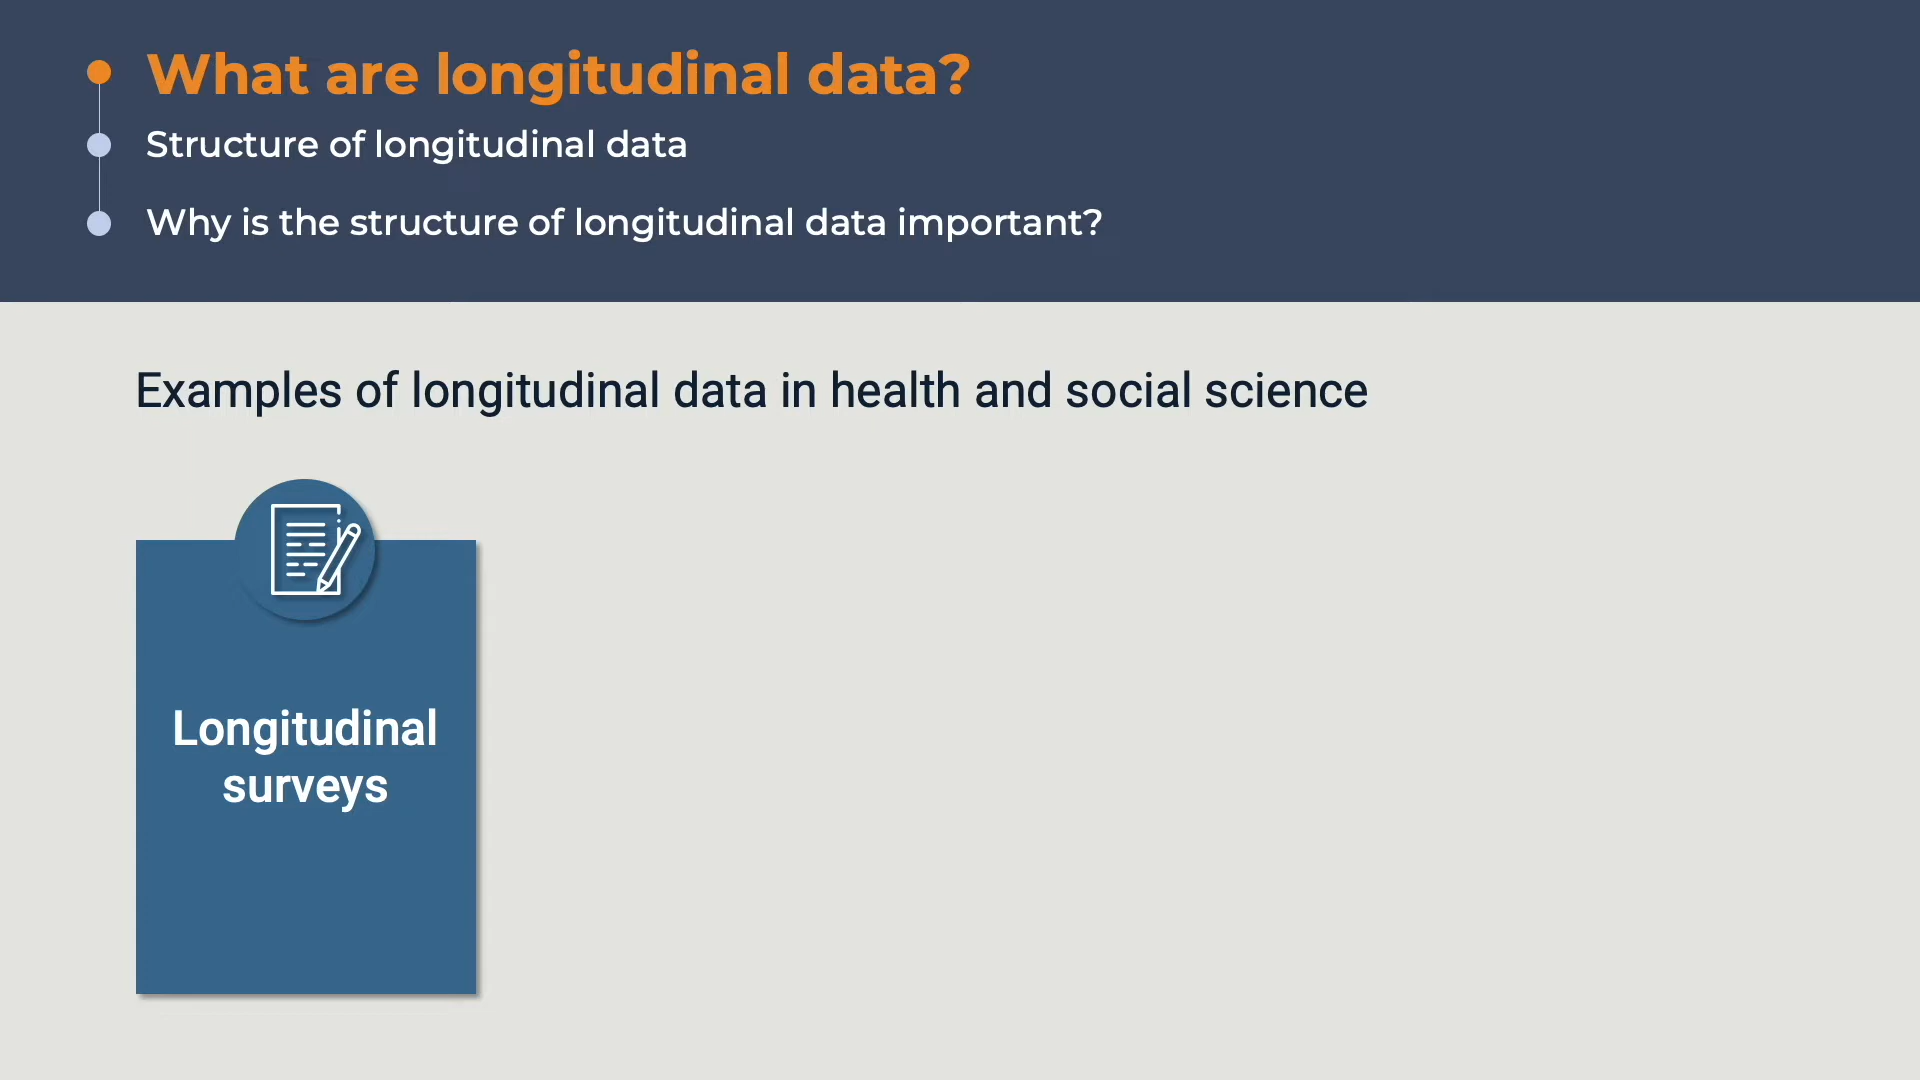 What are longitudinal data?
Structure of longitudinal data
Why is the structure of longitudinal data important?
Examples of longitudinal data in health and social science
Longitudinal
surveys